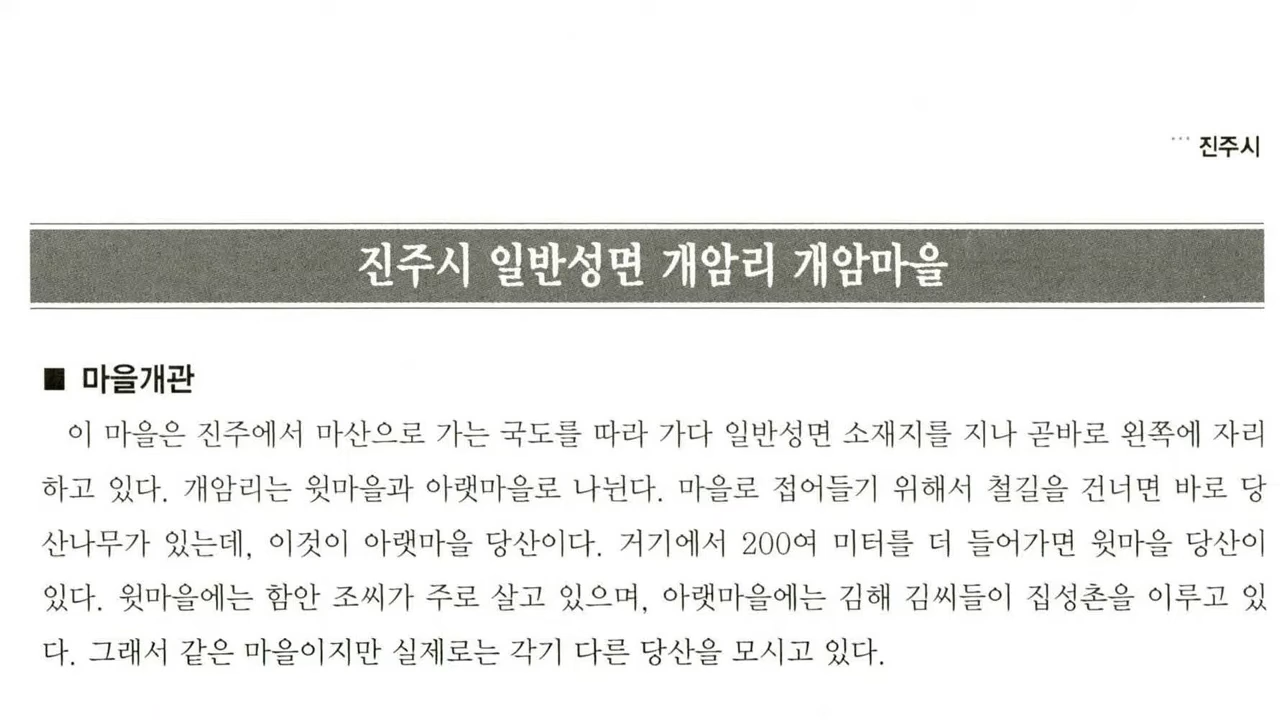 … 진주시
진주시 일반성면 개암리 개암마을
■ 마을개관
이 마을은 진주에서 마산으로 가는 국도를 따라 가다 일반성면 소재지를 지나 곧바로 왼쪽에 자리
하고 있다. 개암리는 윗마을과 아랫마을로 나뉜다. 마을로 접어들기 위해서 철길을 건너면 바로 당
산나무가 있는데, 이것이 아랫마을 당산이다. 거기에서 200여 미터를 더 들어가면 윗마을 당산이
있다. 윗마을에는 함안 조씨가 주로 살고 있으며, 아랫마을에는 김해 김씨들이 집성촌을 이루고 있
다. 그래서 같은 마을이지만 실제로는 각기 다른 당산을 모시고 있다.